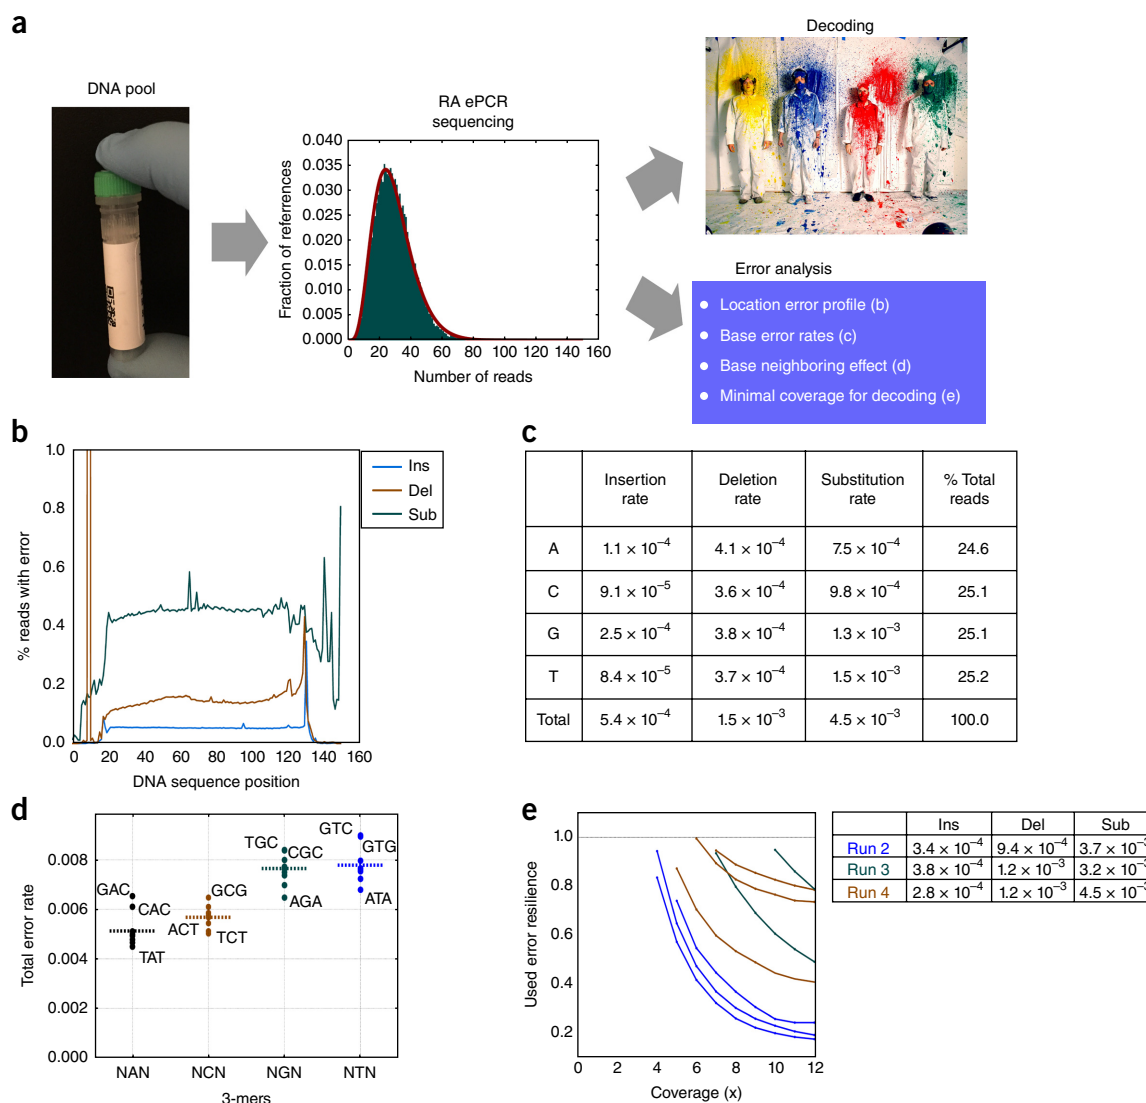 a
DNA pool
RA ePCR
sequencing
Decoding
Fraction of referrences
0.040
0.035
0.030
0.025
0.020
0.015
0.010
0.005
0.000
0 20 40 60 80 100 120 140 160
Number of reads
Error analysis
Location error profile (b)
Base error rates (c)
Base neighboring effect (d)
Minimal coverage for decoding (e)
b
% reads with error
1.0
0.8
0.6
0.4
0.2
0.0
0 20 40 60 80 100 120 140 160
DNA sequence position
Ins
Del
Sub
c
Insertion rate Deletion rate Substitution rate % Total reads
A 1.1 × 10⁻⁴ 4.1 × 10⁻⁴ 7.5 × 10⁻⁴ 24.6
C 9.1 × 10⁻⁵ 3.6 × 10⁻⁴ 9.8 × 10⁻⁴ 25.1
G 2.5 × 10⁻⁴ 3.8 × 10⁻⁴ 1.3 × 10⁻³ 25.1
T 8.4 × 10⁻⁵ 3.7 × 10⁻⁴ 1.5 × 10⁻³ 25.2
Total 5.4 × 10⁻⁴ 1.5 × 10⁻³ 4.5 × 10⁻³ 100.0
d
Total error rate
0.008
0.006
0.004
0.002
0.000
GAC
CAC
TAT
GCG
ACT
TCT
TGC
CGC
AGA
GTC
GTG
ATA
NAN NCN NGN NTN
3-mers
e
Used error resilience
1.0
0.8
0.6
0.4
0.2
0 2 4 6 8 10 12
Coverage (x)
Ins Del Sub
Run 2 3.4 × 10⁻⁴ 9.4 × 10⁻⁴ 3.7 × 10⁻³
Run 3 3.8 × 10⁻⁴ 1.2 × 10⁻³ 3.2 × 10⁻³
Run 4 2.8 × 10⁻⁴ 1.2 × 10⁻³ 4.5 × 10⁻³